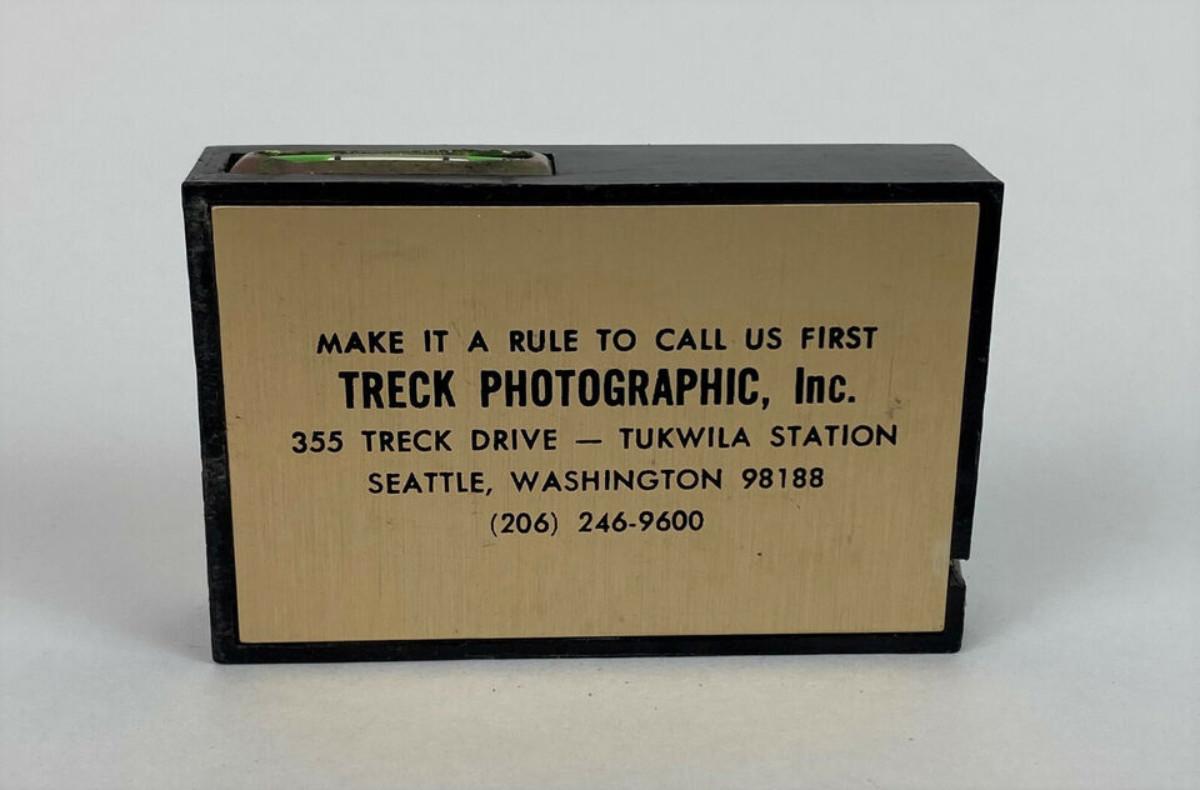 MAKE IT A RULE TO CALL US FIRST
TRECK PHOTOGRAPHIC, Inc.
355 TRECK DRIVE — TUKWILA STATION
SEATTLE, WASHINGTON 98188
(206) 246-9600